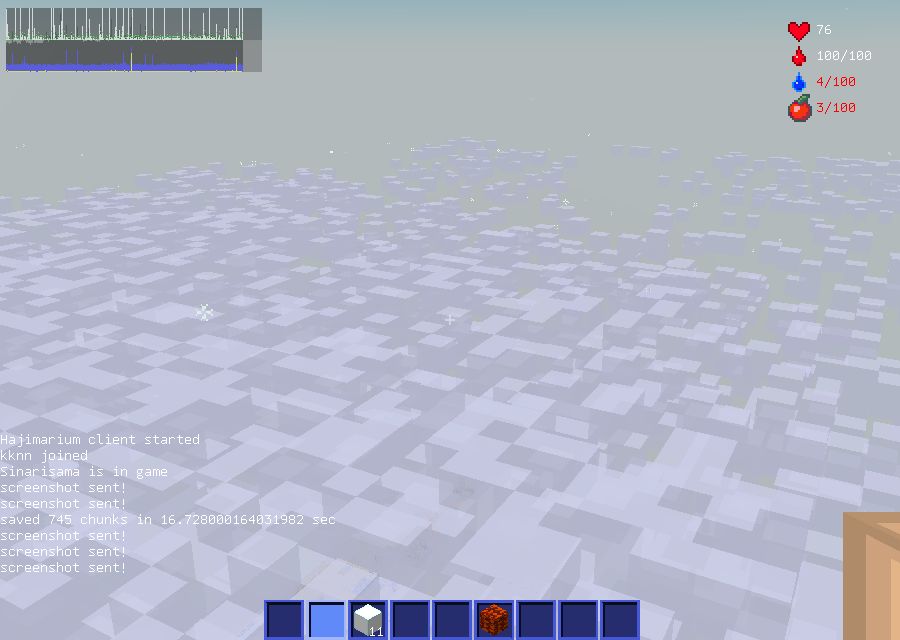 76
100/100
4/100
3/100
Hajimarium client started
kknn joined
Sinarisama is in game
screenshot sent!
screenshot sent!
saved 745 chunks in 16.728000164031982 sec
screenshot sent!
screenshot sent!
screenshot sent!
11